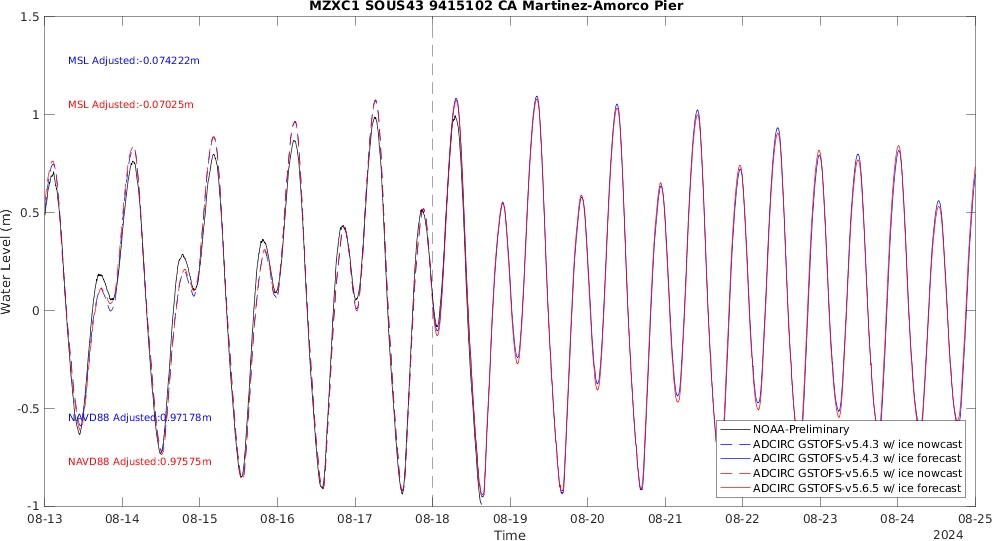 MZXC1 SOUS43 9415102 CA Martinez-Amorco Pier
1.5
1
0.5
0
-0.5
-1
Water Level (m)
MSL Adjusted:-0.074222m
MSL Adjusted:-0.07025m
NAVD88 Adjusted:0.97178m
NAVD88 Adjusted:0.97575m
NOAA-Preliminary
ADCIRC GSTOFS-v5.4.3 w/ ice nowcast
ADCIRC GSTOFS-v5.4.3 w/ ice forecast
ADCIRC GSTOFS-v5.6.5 w/ ice nowcast
ADCIRC GSTOFS-v5.6.5 w/ ice forecast
08-13 08-14 08-15 08-16 08-17 08-18 08-19 08-20 08-21 08-22 08-23 08-24 08-25
Time
2024